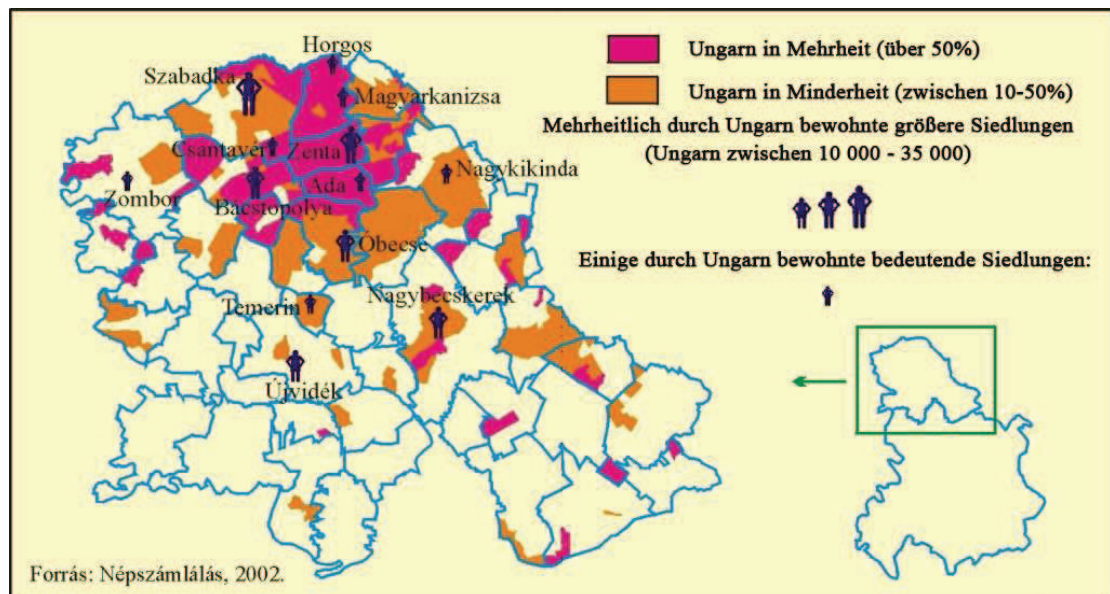 Horgos
Szabadka
Magyarkanizsa
Csantavér
Zenta
Nagykikinda
Zombor
Ada
Bácstopolya
Óbecse
Temerin
Nagybecskerek
Újvidék
Forrás: Népszámlálás, 2002.
Ungarn in Mehrheit (über 50%)
Ungarn in Minderheit (zwischen 10-50%)
Mehrheitlich durch Ungarn bewohnte größere Siedlungen
(Ungarn zwischen 10 000 - 35 000)
Einige durch Ungarn bewohnte bedeutende Siedlungen: